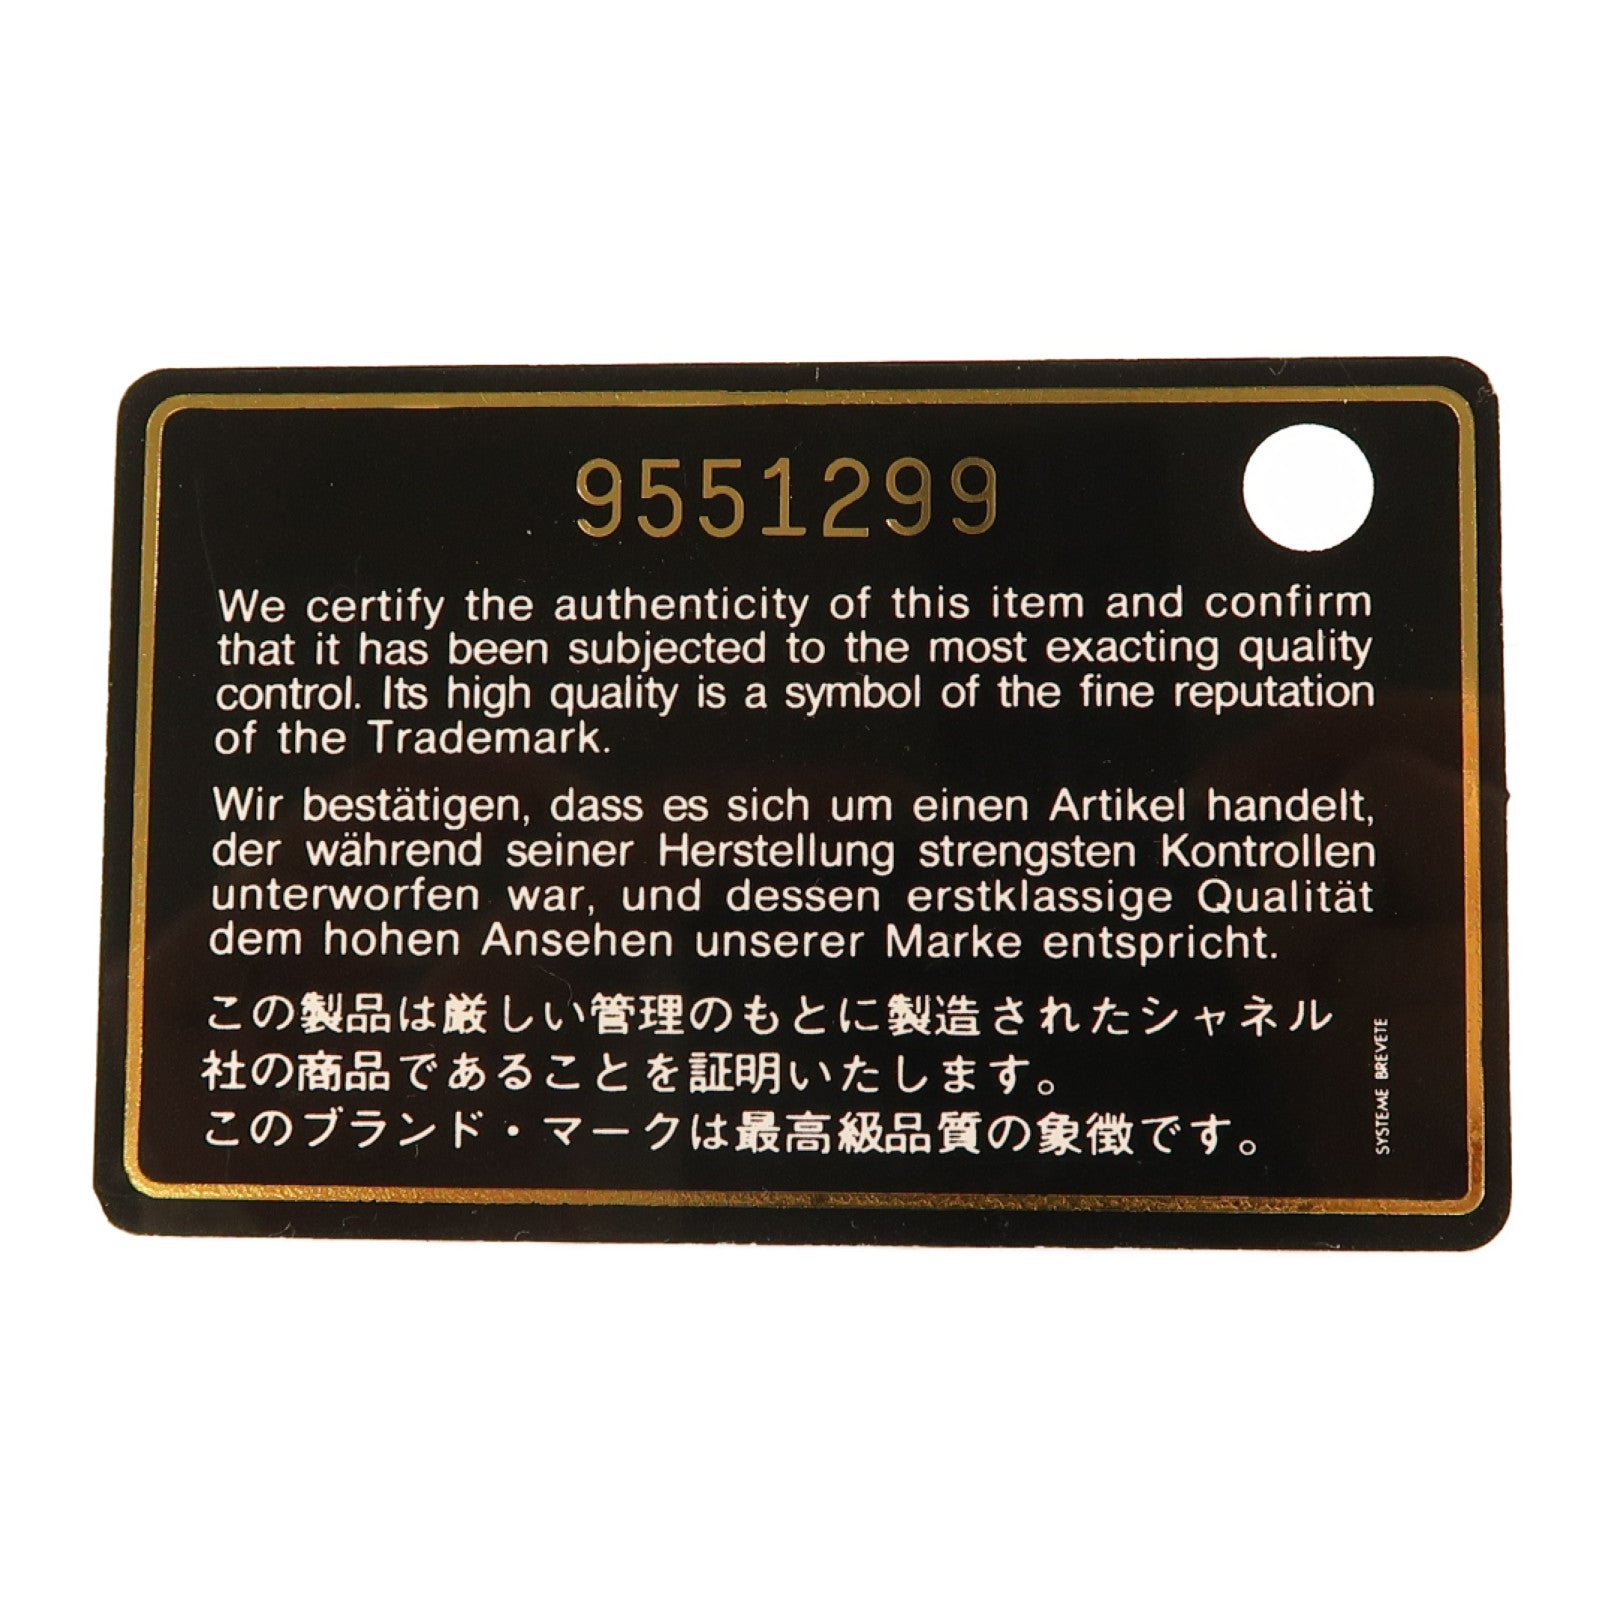 9551299
We certify the authenticity of this item and confirm
that it has been subjected to the most exacting quality
control. Its high quality is a symbol of the fine reputation
of the Trademark.
Wir bestätigen, dass es sich um einen Artikel handelt,
der während seiner Herstellung strengsten Kontrollen
unterworfen war, und dessen erstklassige Qualität
dem hohen Ansehen unserer Marke entspricht.
この製品は厳しい管理のもとに製造されたシャネル
社の商品であることを証明いたします。
このブランド・マークは最高級品質の象徴です。
SYSTEME BREVETE